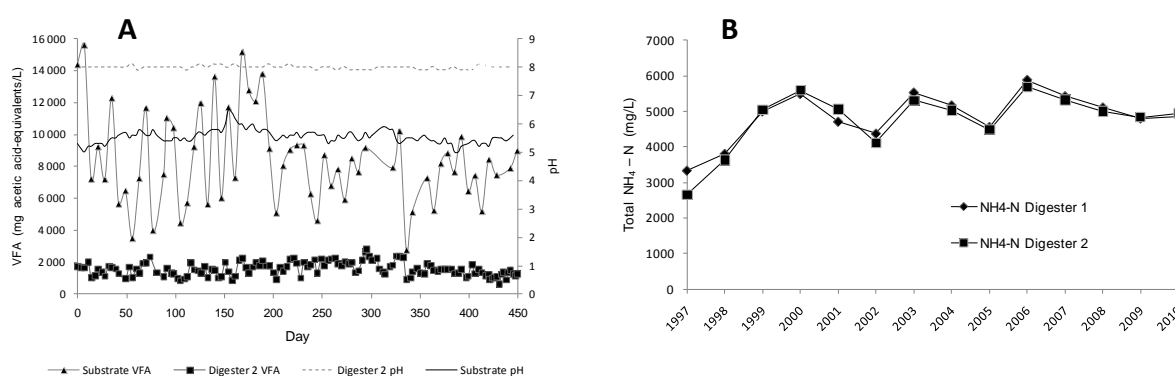 A
VFA (mg acetic acid-equivalents/L)
16 000
14 000
12 000
10 000
8 000
6 000
4 000
2 000
0
9
8
7
6
5
4
3
2
1
0
pH
0 50 100 150 200 250 300 330 350 400 450
Day
Substrate VFA Digester 2 VFA Digester 2 pH Substrate pH
B
Total NH4 – N (mg/L)
7000
6000
5000
4000
3000
2000
1000
0
NH4-N Digester 1
NH4-N Digester 2
1997 1998 1999 2000 2001 2002 2003 2004 2005 2006 2007 2008 2009